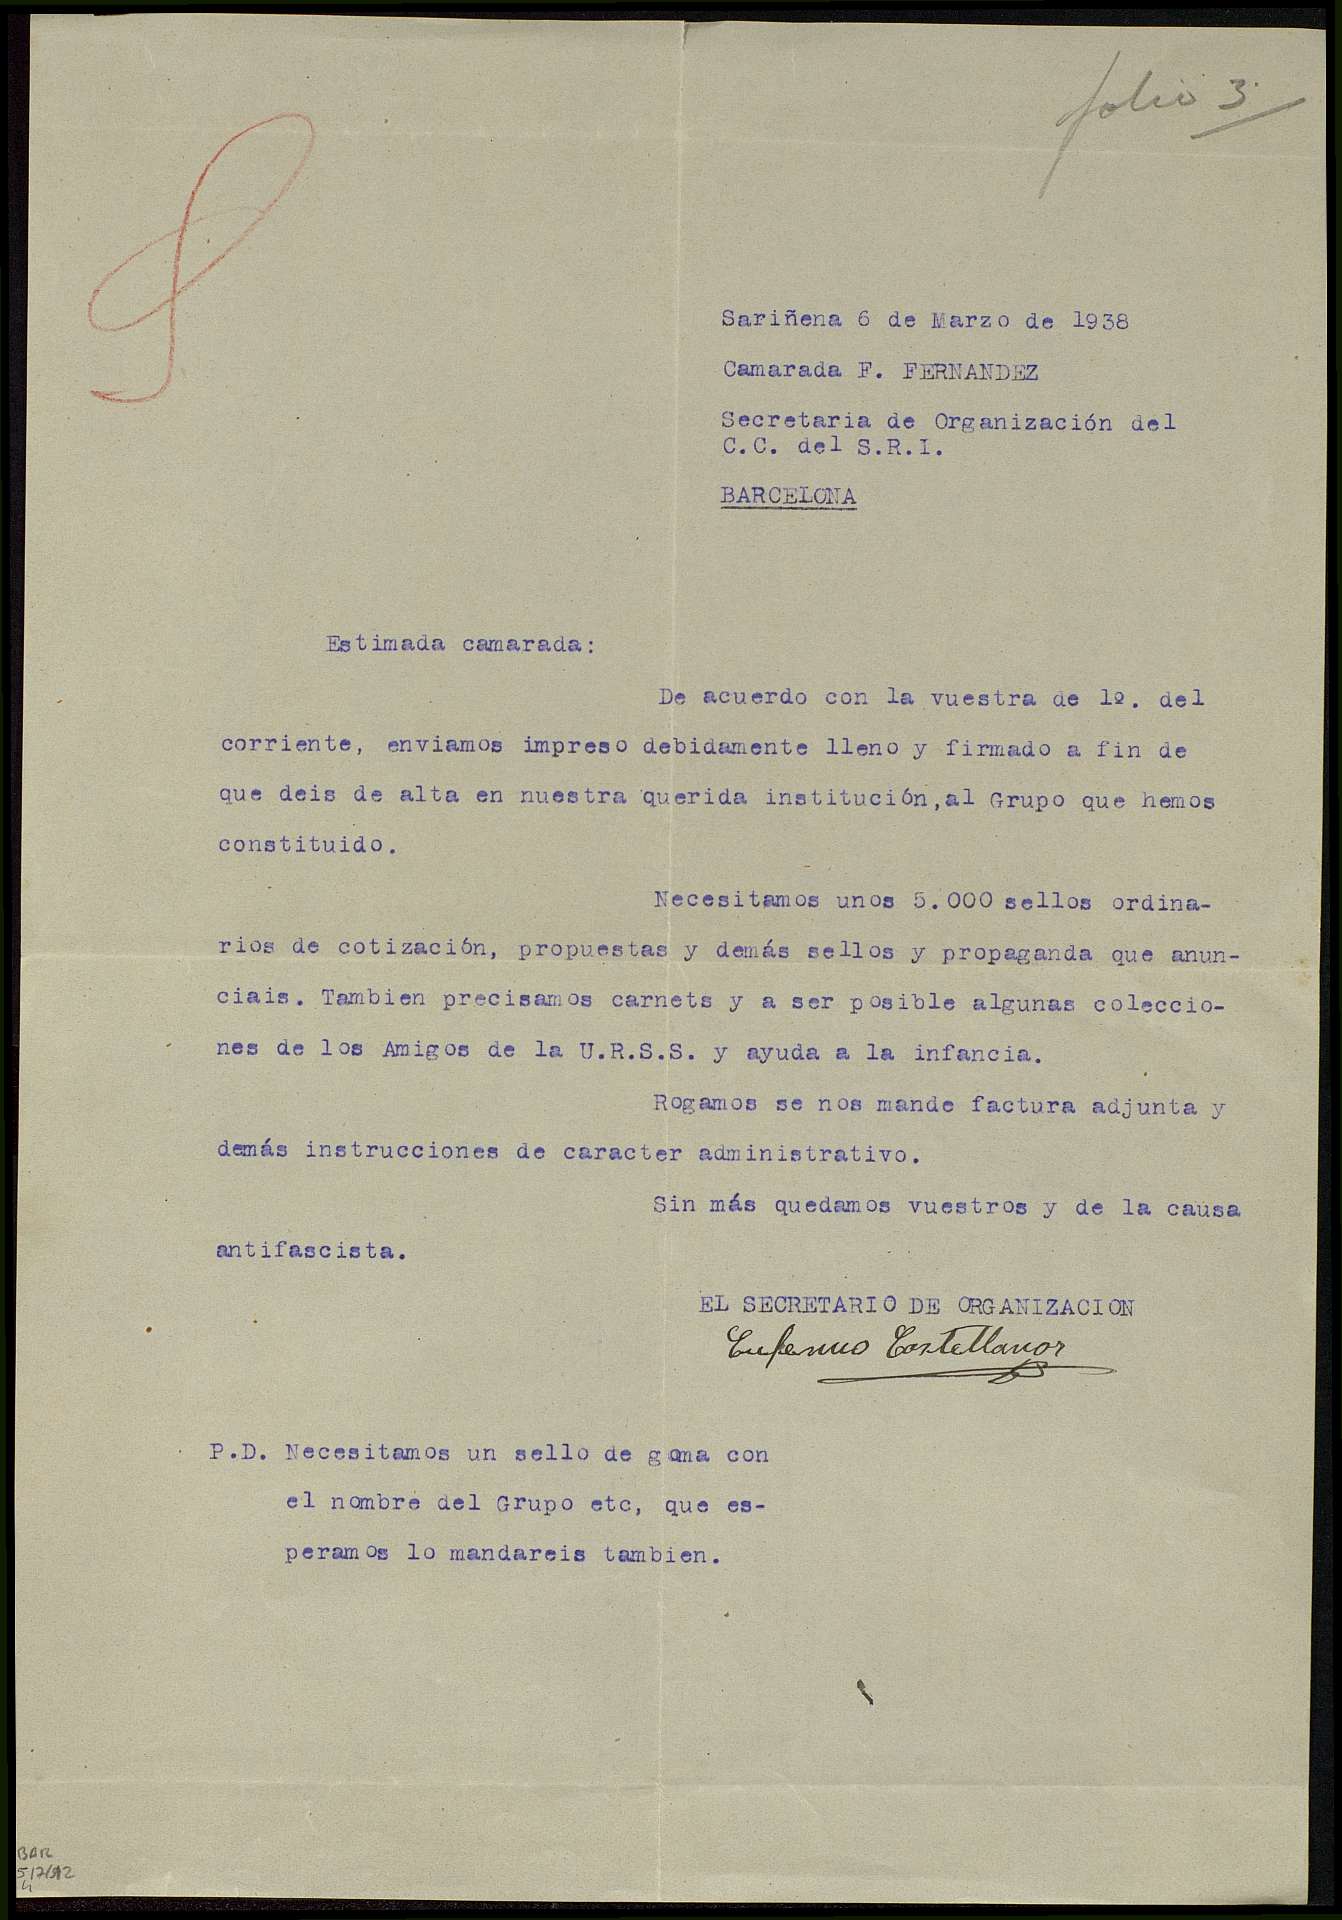 folio 3
Sariñena 6 de Marzo de 1938
Camarada F. FERNANDEZ
Secretaria de Organización del
C.C. del S.R.I.
BARCELONA
Estimada camarada:
De acuerdo con la vuestra de 1º. del
corriente, enviamos impreso debidamente lleno y firmado a fin de
que deis de alta en nuestra querida institución,al Grupo que hemos
constituido.
Necesitamos unos 5.000 sellos ordina-
rios de cotización, propuestas y demás sellos y propaganda que anun-
ciais. Tambien precisamos carnets y a ser posible algunas coleccio-
nes de los Amigos de la U.R.S.S. y ayuda a la infancia.
Rogamos se nos mande factura adjunta y
demás instrucciones de caracter administrativo.
Sin más quedamos vuestros y de la causa
antifascista.
EL SECRETARIO DE ORGANIZACION
Castellanos
P.D. Necesitamos un sello de goma con
el nombre del Grupo etc, que es-
peramos lo mandareis tambien.
BAR